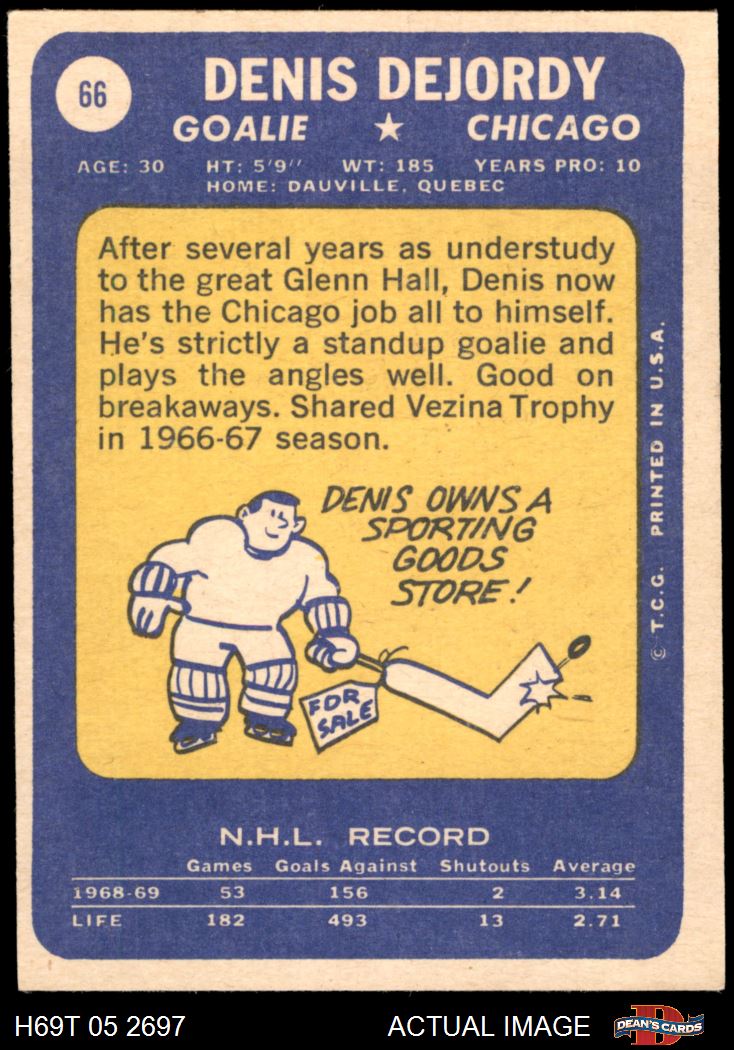 66
DENIS DEJORDY
GOALIE ★ CHICAGO
AGE: 30 HT: 5'9" WT: 185 YEARS PRO: 10
HOME: DAUVILLE, QUEBEC
After several years as understudy
to the great Glenn Hall, Denis now
has the Chicago job all to himself.
He's strictly a standup goalie and
plays the angles well. Good on
breakaways. Shared Vezina Trophy
in 1966-67 season.
DENIS OWNS A
SPORTING
GOODS
STORE!
FOR
SALE
© T.C.G. PRINTED IN U.S.A.
N.H.L. RECORD
Games Goals Against Shutouts Average
1968-69 53 156 2 3.14
LIFE 182 493 13 2.71
H69T 05 2697 ACTUAL IMAGE
D
DEAN'S CARDS